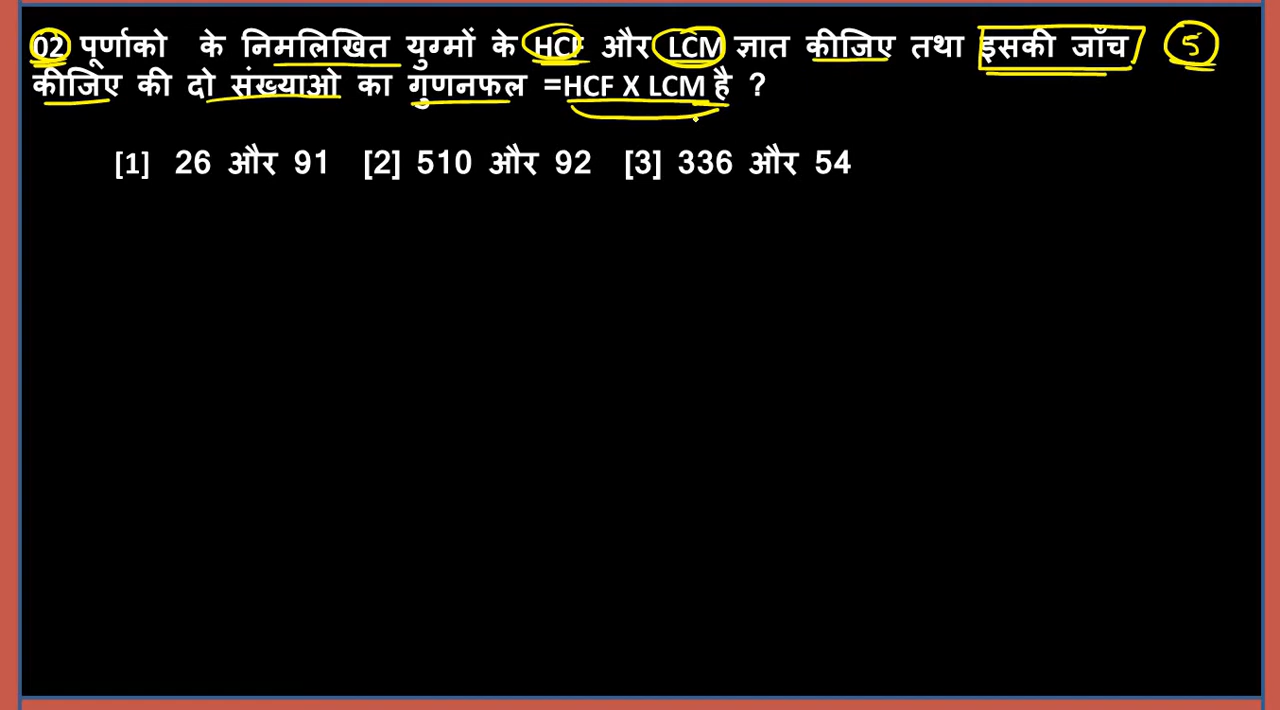 02 पूर्णाको के निमलिखित युग्मों के HCF और LCM ज्ञात कीजिए तथा इसकी जाँच 5
कीजिए की दो संख्याओ का गुणनफल =HCF X LCM है ?
[1] 26 और 91 [2] 510 और 92 [3] 336 और 54